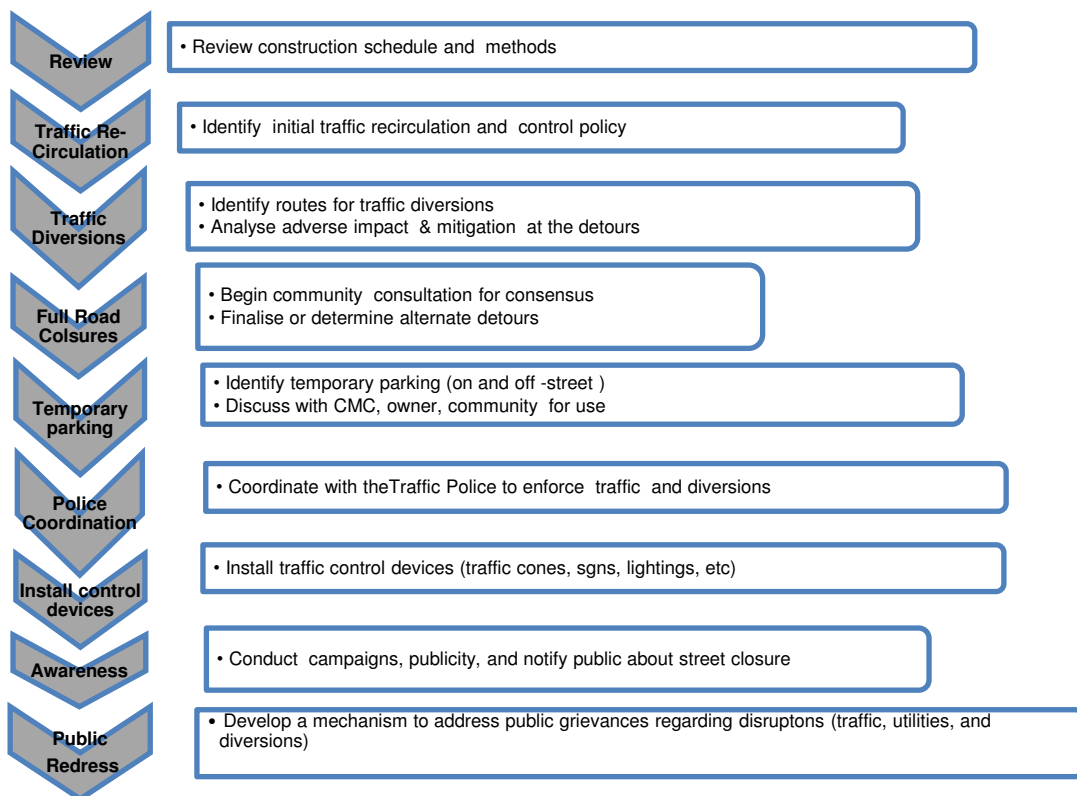 Review
• Review construction schedule and methods
Traffic Re-
Circulation
• Identify initial traffic recirculation and control policy
Traffic
Diversions
• Identify routes for traffic diversions
• Analyse adverse impact & mitigation at the detours
Full Road
Colsures
• Begin community consultation for consensus
• Finalise or determine alternate detours
Temporary
parking
• Identify temporary parking (on and off -street )
• Discuss with CMC, owner, community for use
Police
Coordination
• Coordinate with theTraffic Police to enforce traffic and diversions
Install control
devices
• Install traffic control devices (traffic cones, sgns, lightings, etc)
Awareness
• Conduct campaigns, publicity, and notify public about street closure
Public
Redress
• Develop a mechanism to address public grievances regarding disruptons (traffic, utilities, and
diversions)